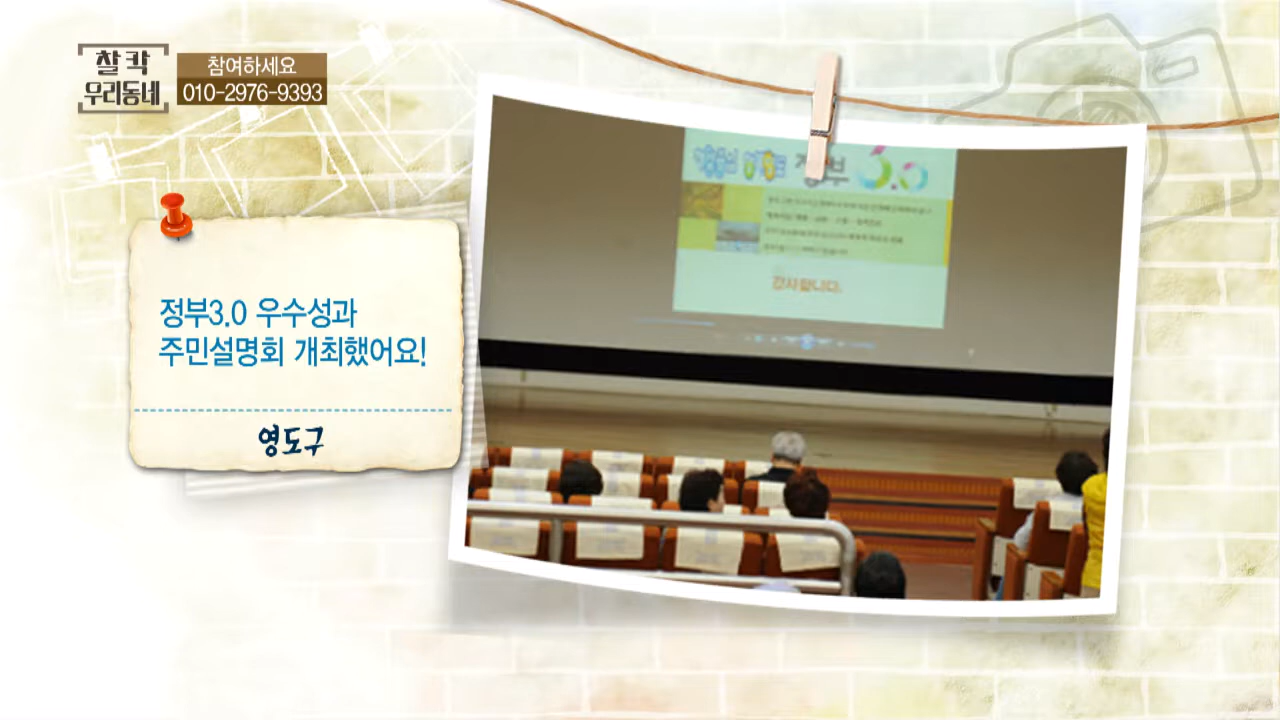 찰칵
우리동네
참여하세요
010-2976-9393
정부3.0 우수성과
주민설명회 개최했어요!
영도구
정부 3.0
감사합니다.